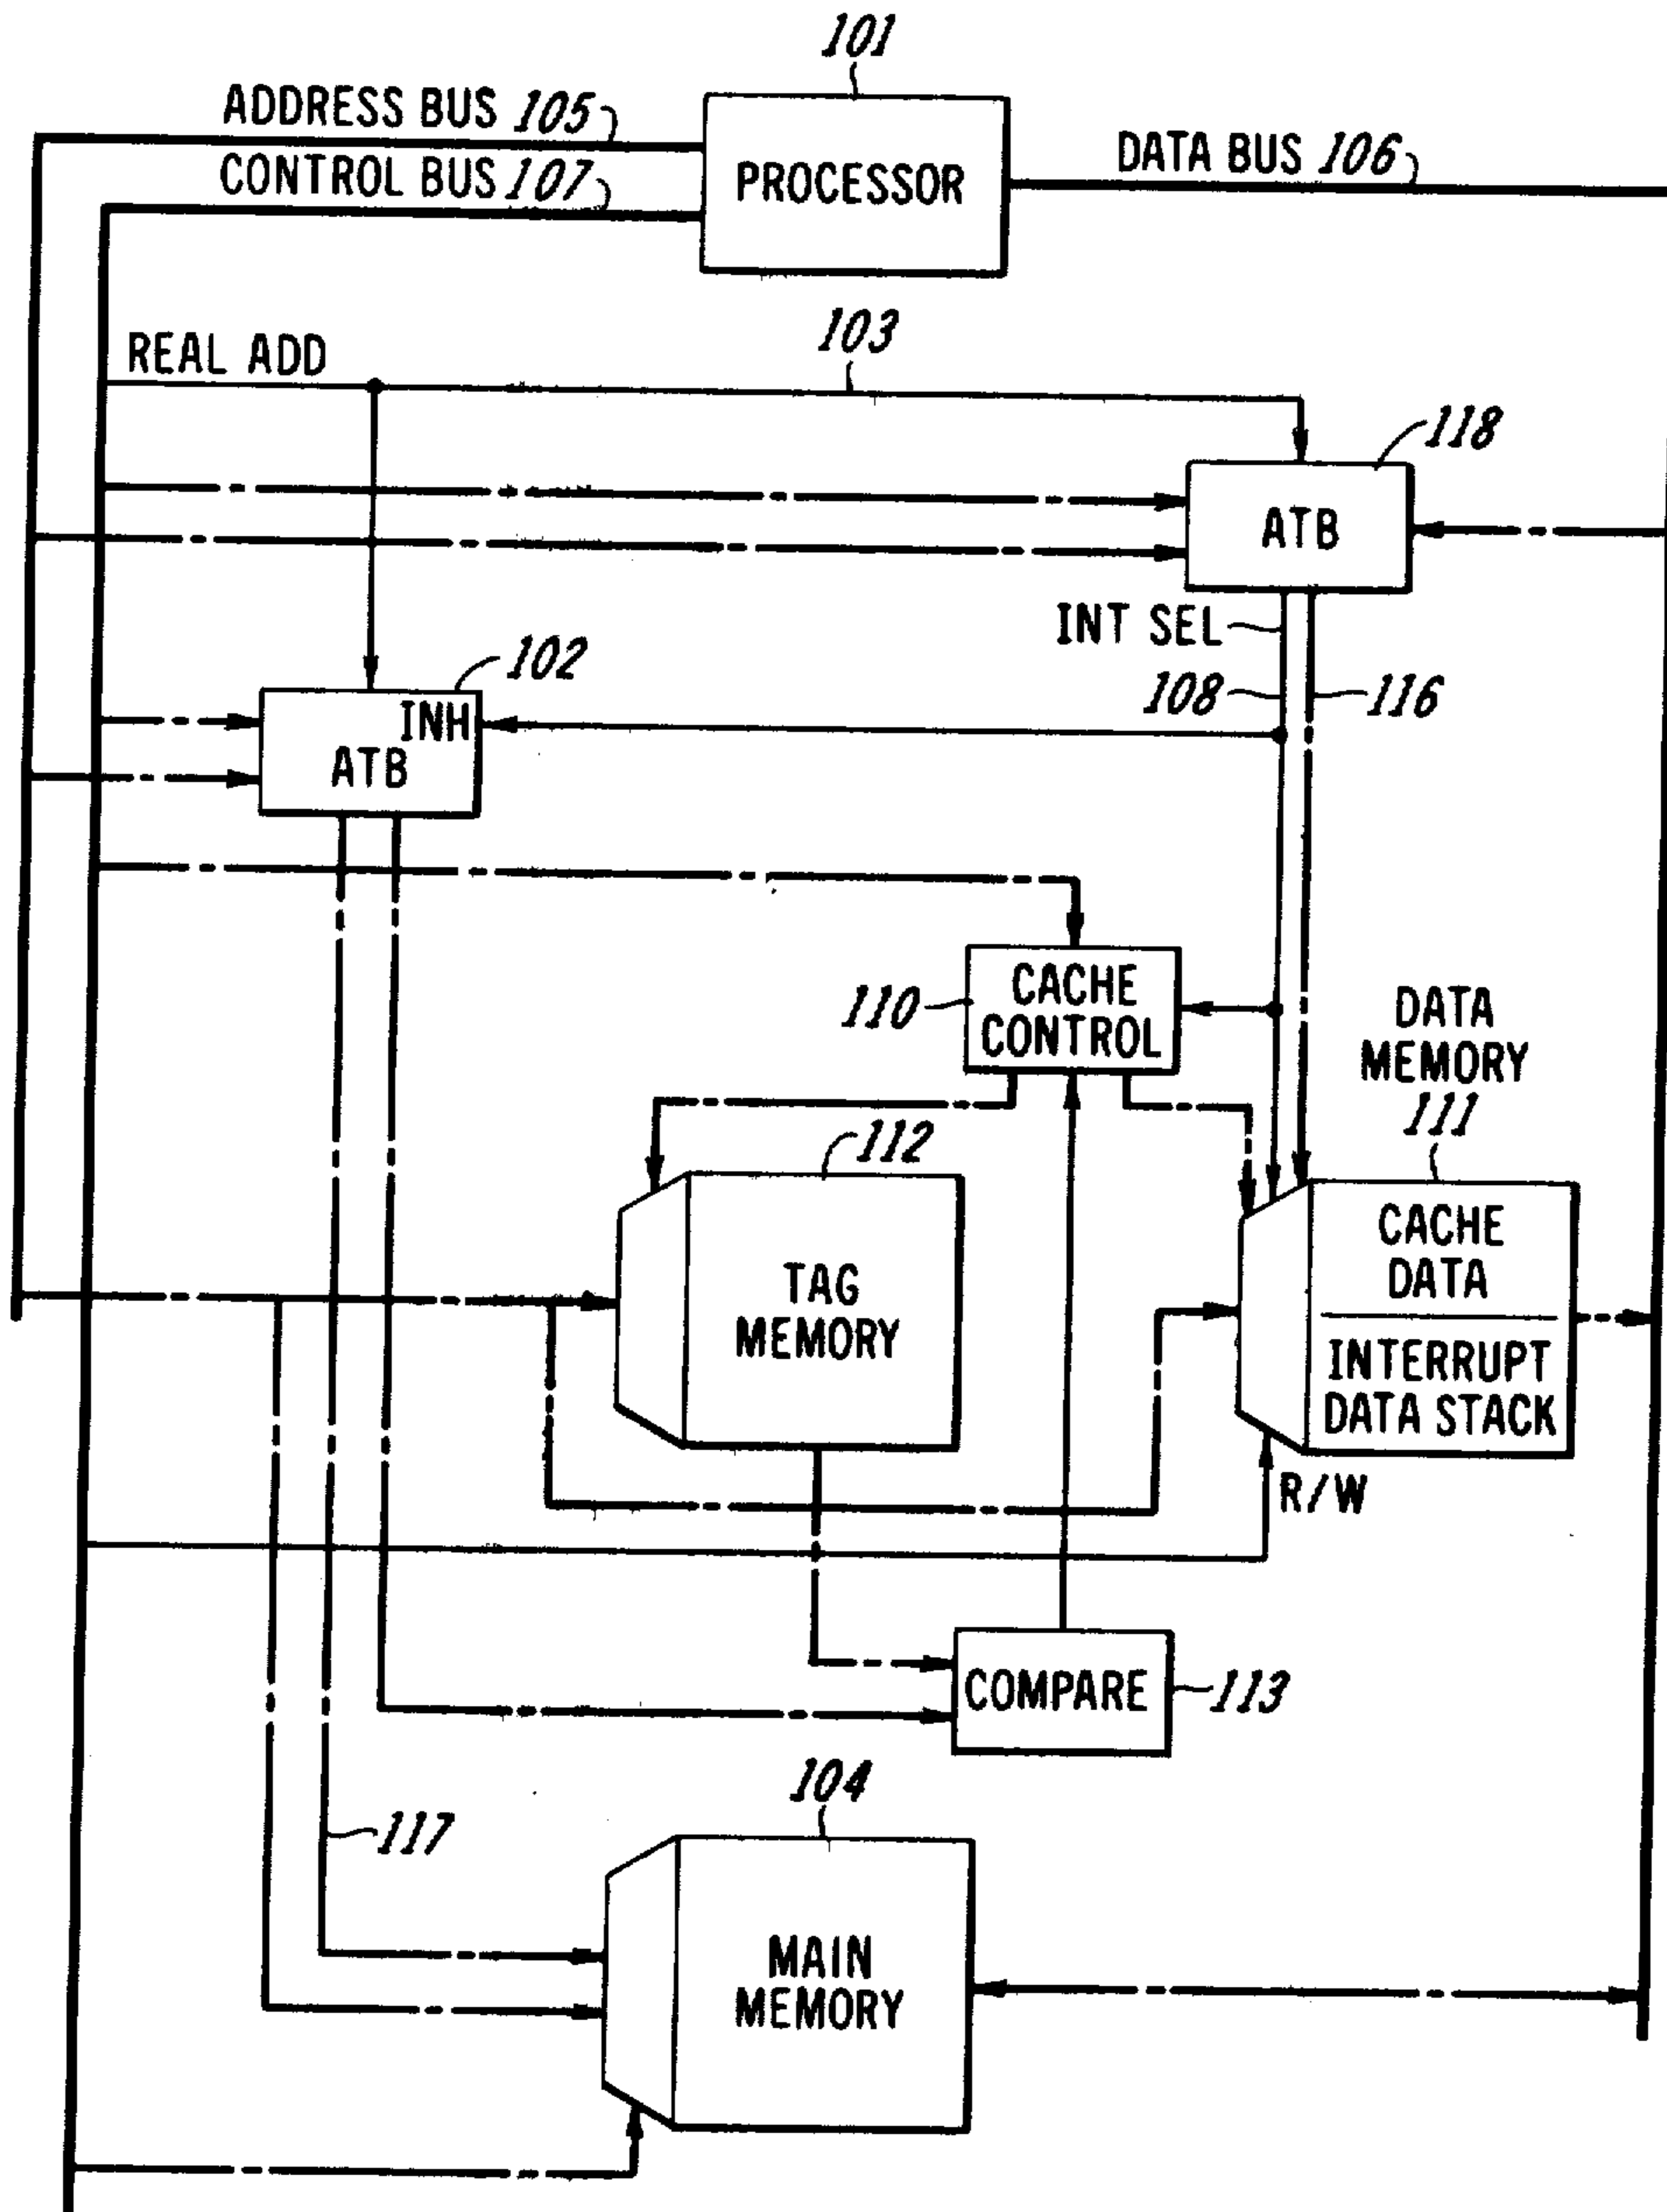 101
ADDRESS BUS 105
CONTROL BUS 107
PROCESSOR
DATA BUS 106
REAL ADD
103
118
ATB
INT SEL
102
108
116
INH
ATB
110
CACHE
CONTROL
DATA
MEMORY
111
112
TAG
MEMORY
CACHE
DATA
INTERRUPT
DATA STACK
R/W
COMPARE
113
104
117
MAIN
MEMORY